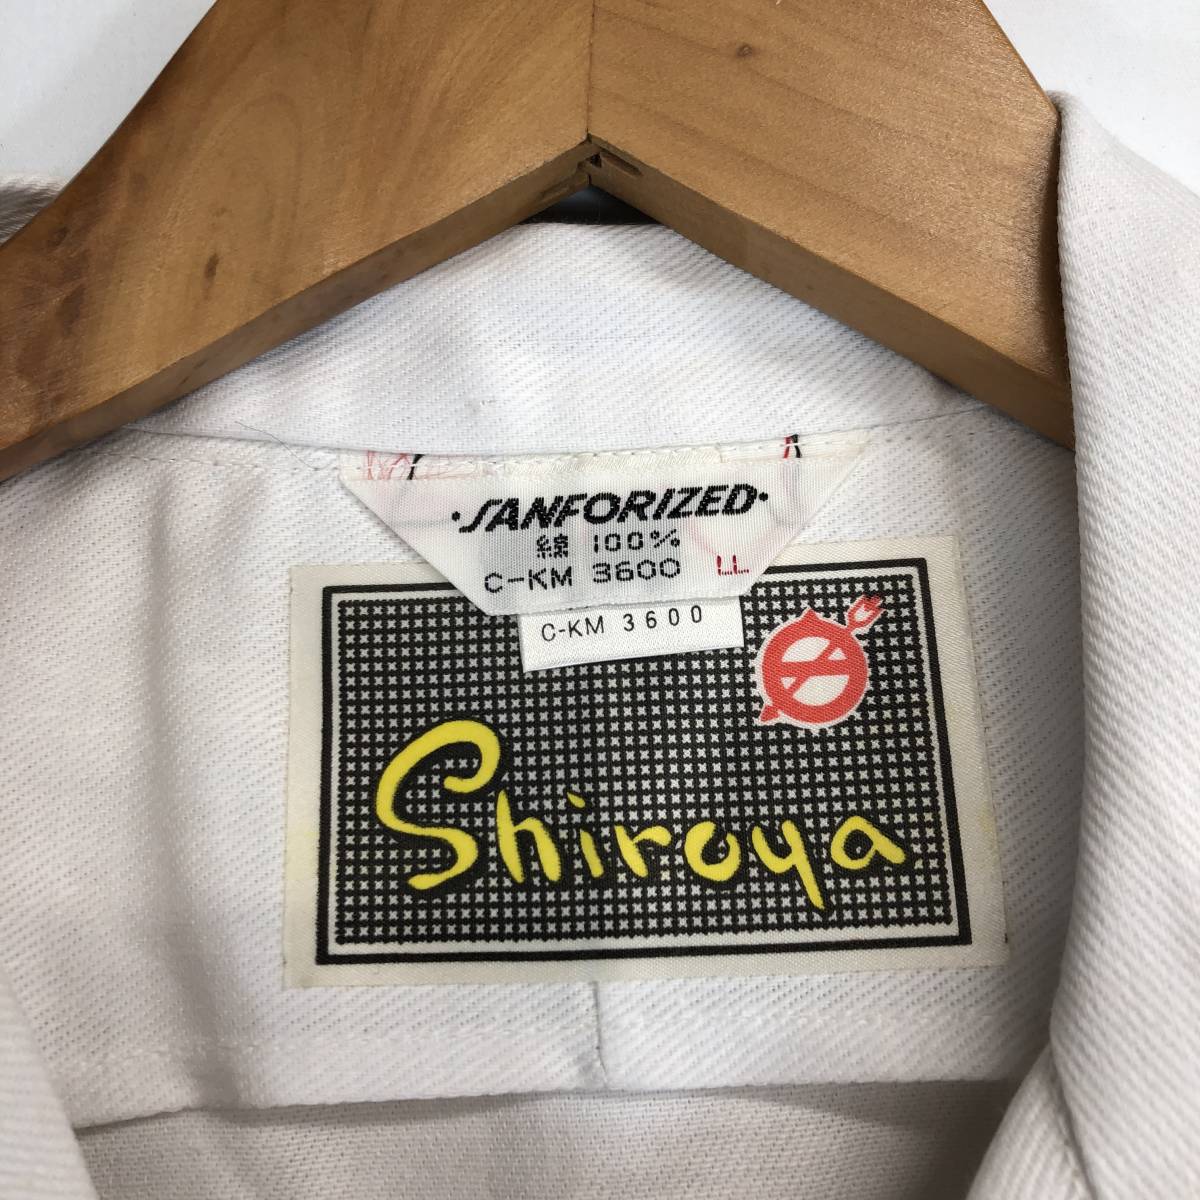 ·SANFORIZED·
綿 100%
C-KM 3600 LL
C-KM 3600
Shiroya